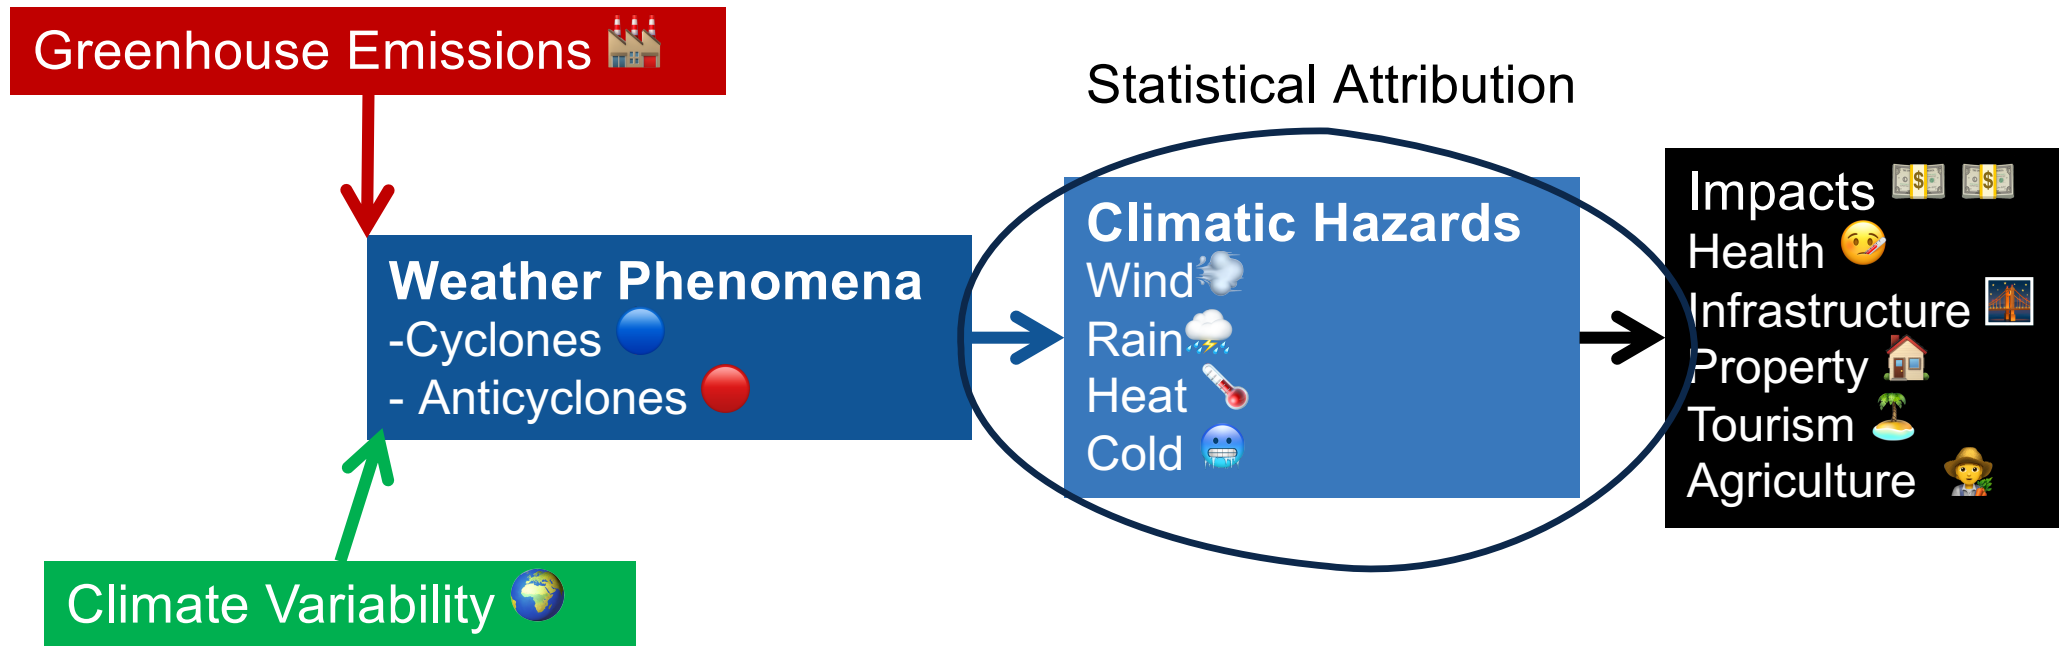 Greenhouse Emissions
Statistical Attribution
Weather Phenomena
-Cyclones
- Anticyclones
Climatic Hazards
Wind
Rain
Heat
Cold
Impacts
Health
Infrastructure
Property
Tourism
Agriculture
Climate Variability